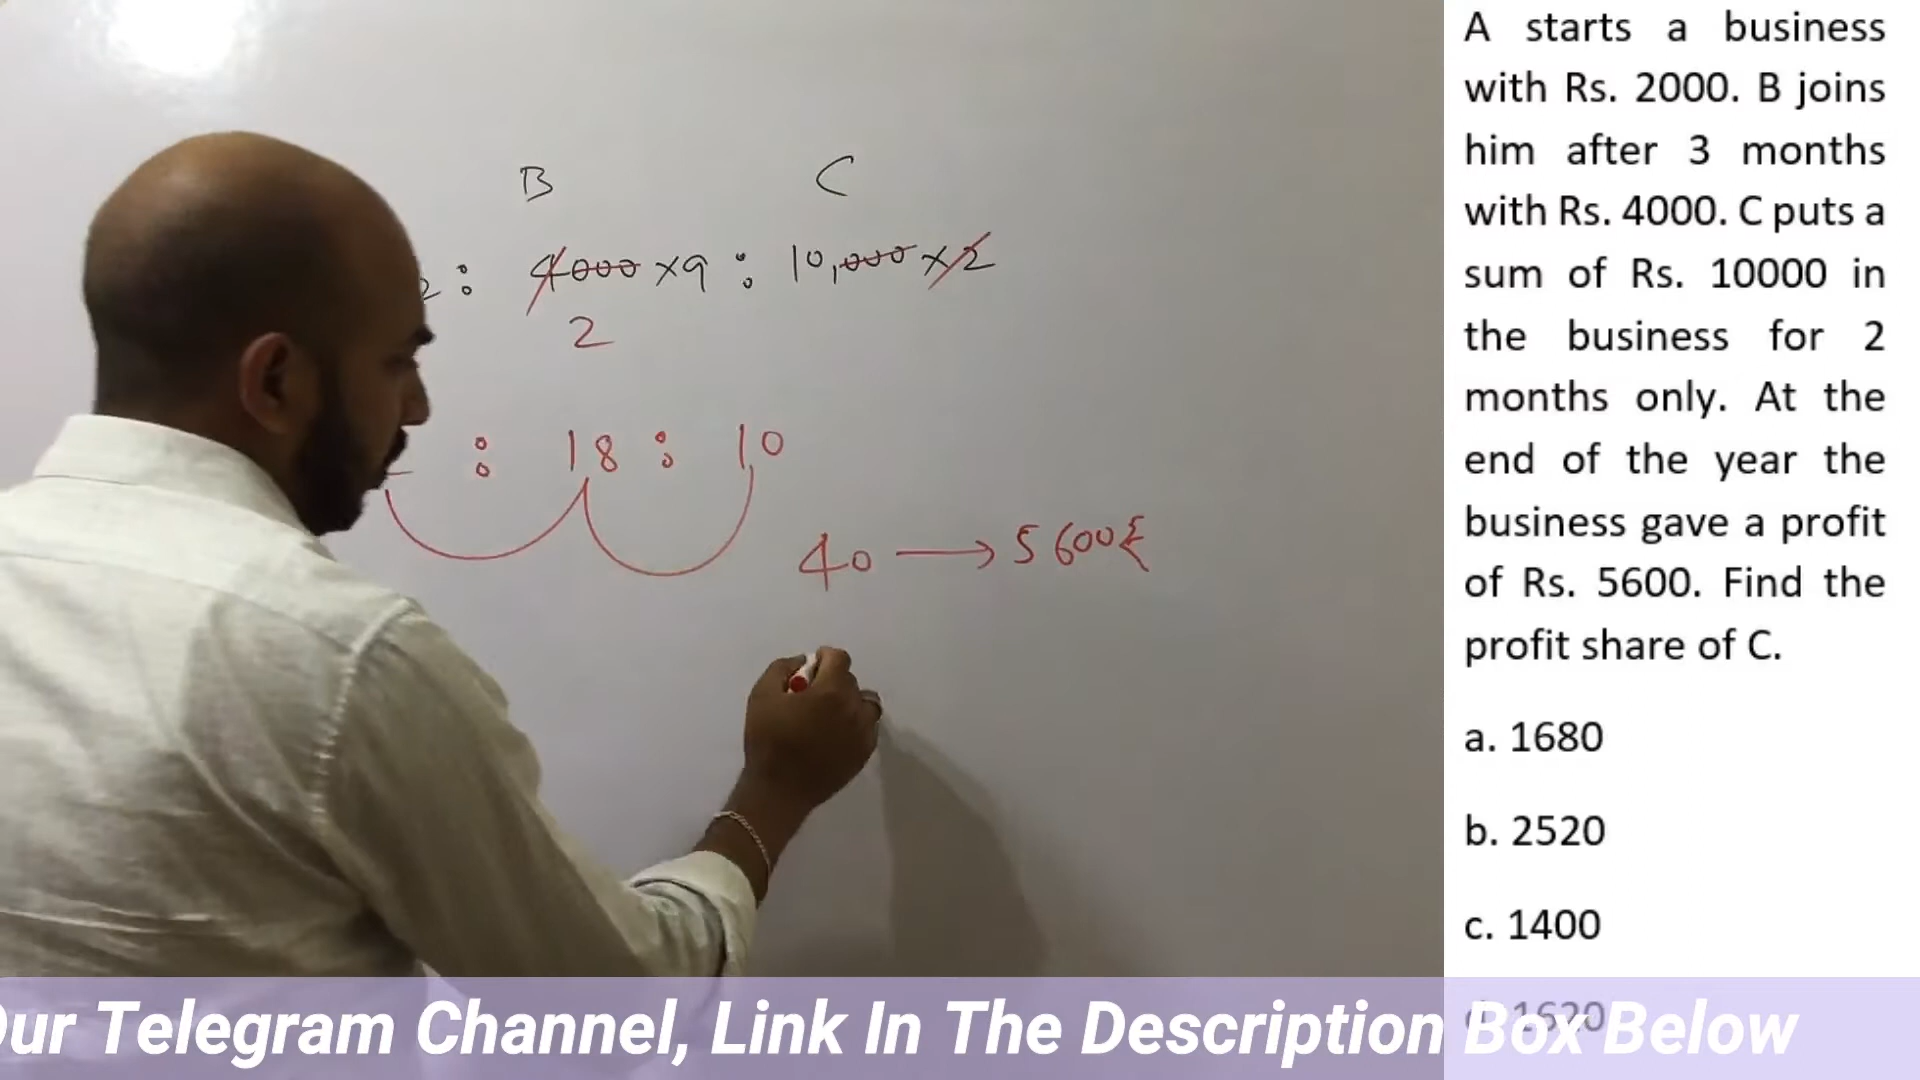 B C
2 : 4000 × 9 : 10,000 × 2
2
: 18 : 10
40 → 5600₹
A starts a business
with Rs. 2000. B joins
him after 3 months
with Rs. 4000. C puts a
sum of Rs. 10000 in
the business for 2
months only. At the
end of the year the
business gave a profit
of Rs. 5600. Find the
profit share of C.
a. 1680
b. 2520
c. 1400
d. 1620
Our Telegram Channel, Link In The Description Box Below